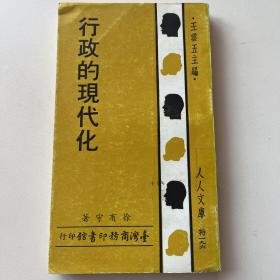 ·王雲五主編·
行政的現代化
徐有守著
臺灣商務印書館印行
人人文庫